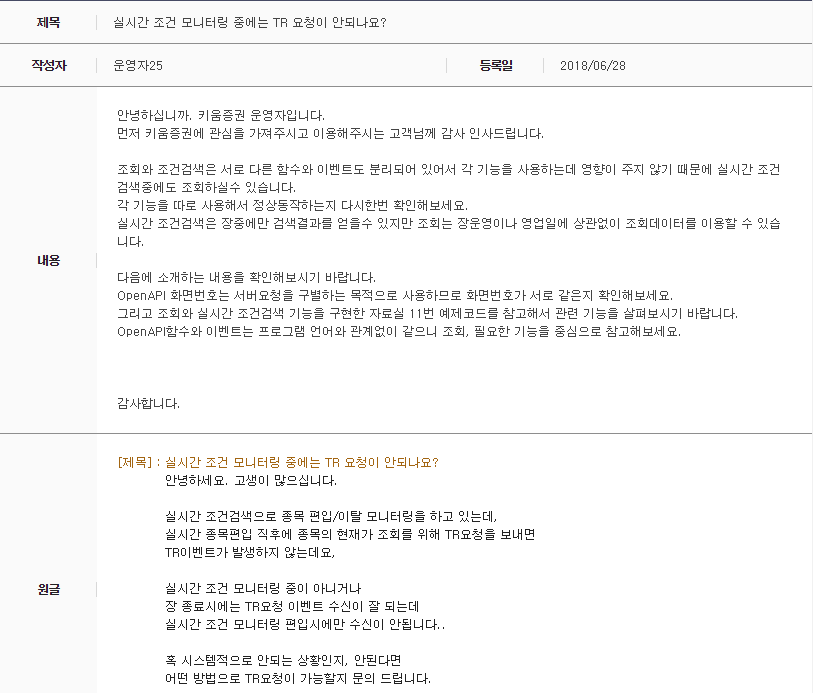 제목 실시간 조건 모니터링 중에는 TR 요청이 안되나요?
작성자 운영자25 등록일 2018/06/28
안녕하십니까. 키움증권 운영자입니다.
먼저 키움증권에 관심을 가져주시고 이용해주시는 고객님께 감사 인사드립니다.
조회와 조건검색은 서로 다른 함수와 이벤트도 분리되어 있어서 각 기능을 사용하는데 영향이 주지 않기 때문에 실시간 조건
검색중에도 조회하실수 있습니다.
각 기능을 따로 사용해서 정상동작하는지 다시한번 확인해보세요.
실시간 조건검색은 장중에만 검색결과를 얻을수 있지만 조회는 장운영이나 영업일에 상관없이 조회데이터를 이용할 수 있습
니다.
내용
다음에 소개하는 내용을 확인해보시기 바랍니다.
OpenAPI 화면번호는 서버요청을 구별하는 목적으로 사용하므로 화면번호가 서로 같은지 확인해보세요.
그리고 조회와 실시간 조건검색 기능을 구현한 자료실 11번 예제코드를 참고해서 관련 기능을 살펴보시기 바랍니다.
OpenAPI함수와 이벤트는 프로그램 언어와 관계없이 같으니 조회, 필요한 기능을 중심으로 참고해보세요.
감사합니다.
[제목] : 실시간 조건 모니터링 중에는 TR 요청이 안되나요?
안녕하세요. 고생이 많으십니다.
실시간 조건검색으로 종목 편입/이탈 모니터링을 하고 있는데,
실시간 종목편입 직후에 종목의 현재가 조회를 위해 TR요청을 보내면
TR이벤트가 발생하지 않는데요,
원글
실시간 조건 모니터링 중이 아니거나
장 종료시에는 TR요청 이벤트 수신이 잘 되는데
실시간 조건 모니터링 편입시에만 수신이 안됩니다..
혹 시스템적으로 안되는 상황인지, 안된다면
어떤 방법으로 TR요청이 가능할지 문의 드립니다.